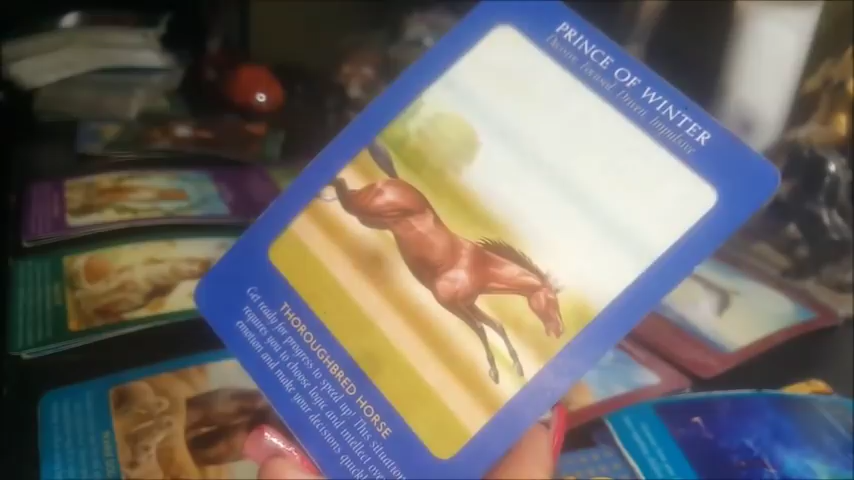 PRINCE OF WINTER
Decisive, Focused, Driven, Impulsive
THOROUGHBRED HORSE
Get ready for progress to speed up! This situation
requires you to choose logic and intellect over
emotion and make your decisions quickly